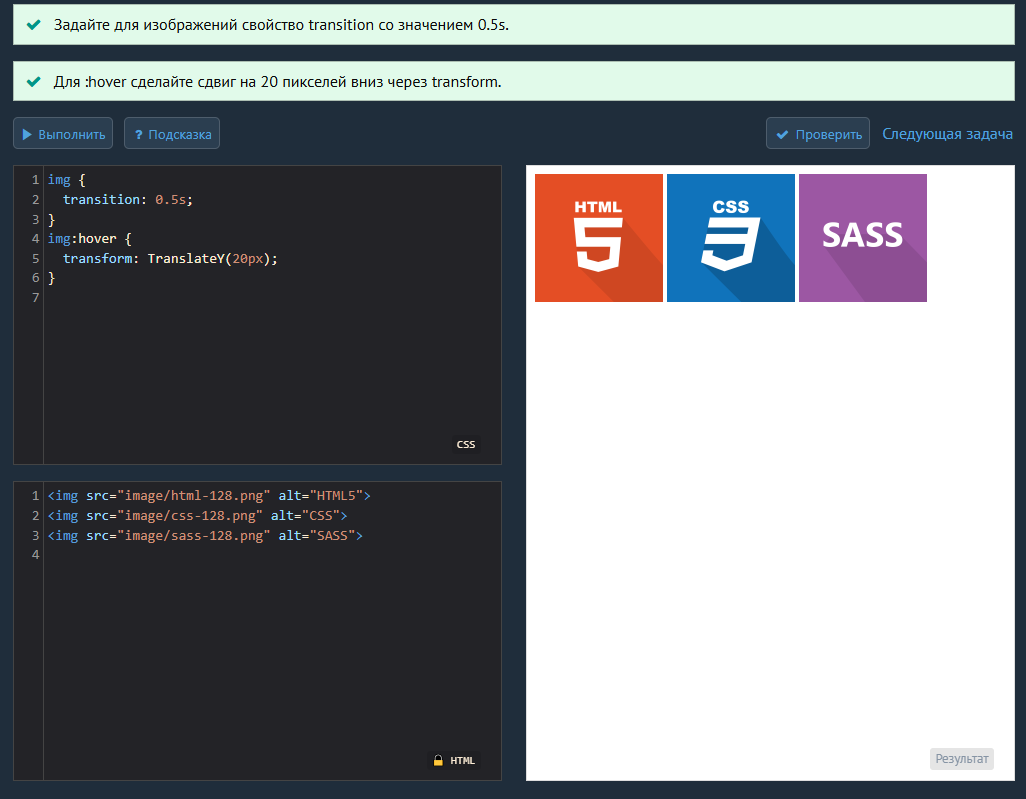 Задайте для изображений свойство transition со значением 0.5s.
Для :hover сделайте сдвиг на 20 пикселей вниз через transform.
Выполнить
? Подсказка
Проверить
Следующая задача
1 img {
2 transition: 0.5s;
3 }
4 img:hover {
5 transform: TranslateY(20px);
6 }
7
CSS
HTML
5
CSS
3
SASS
1 <img src="image/html-128.png" alt="HTML5">
2 <img src="image/css-128.png" alt="CSS">
3 <img src="image/sass-128.png" alt="SASS">
4
HTML
Результат